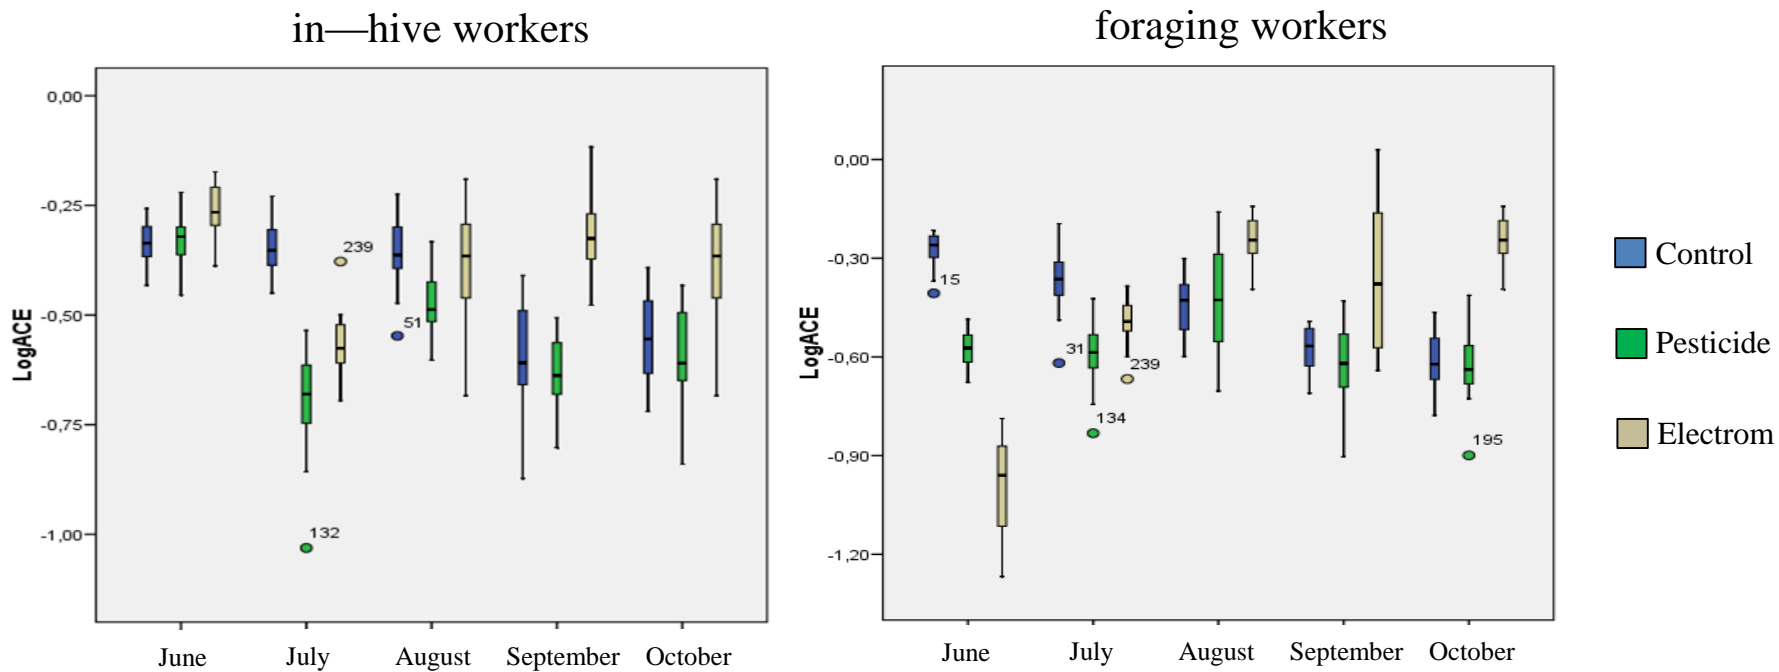 in—hive workers
foraging workers
0,00
-0,25
-0,50
-0,75
-1,00
LogACE
239
51
132
June
July
August
September
October
0,00
-0,30
-0,60
-0,90
-1,20
LogACE
15
31
239
134
195
June
July
August
September
October
Control
Pesticide
Electrom